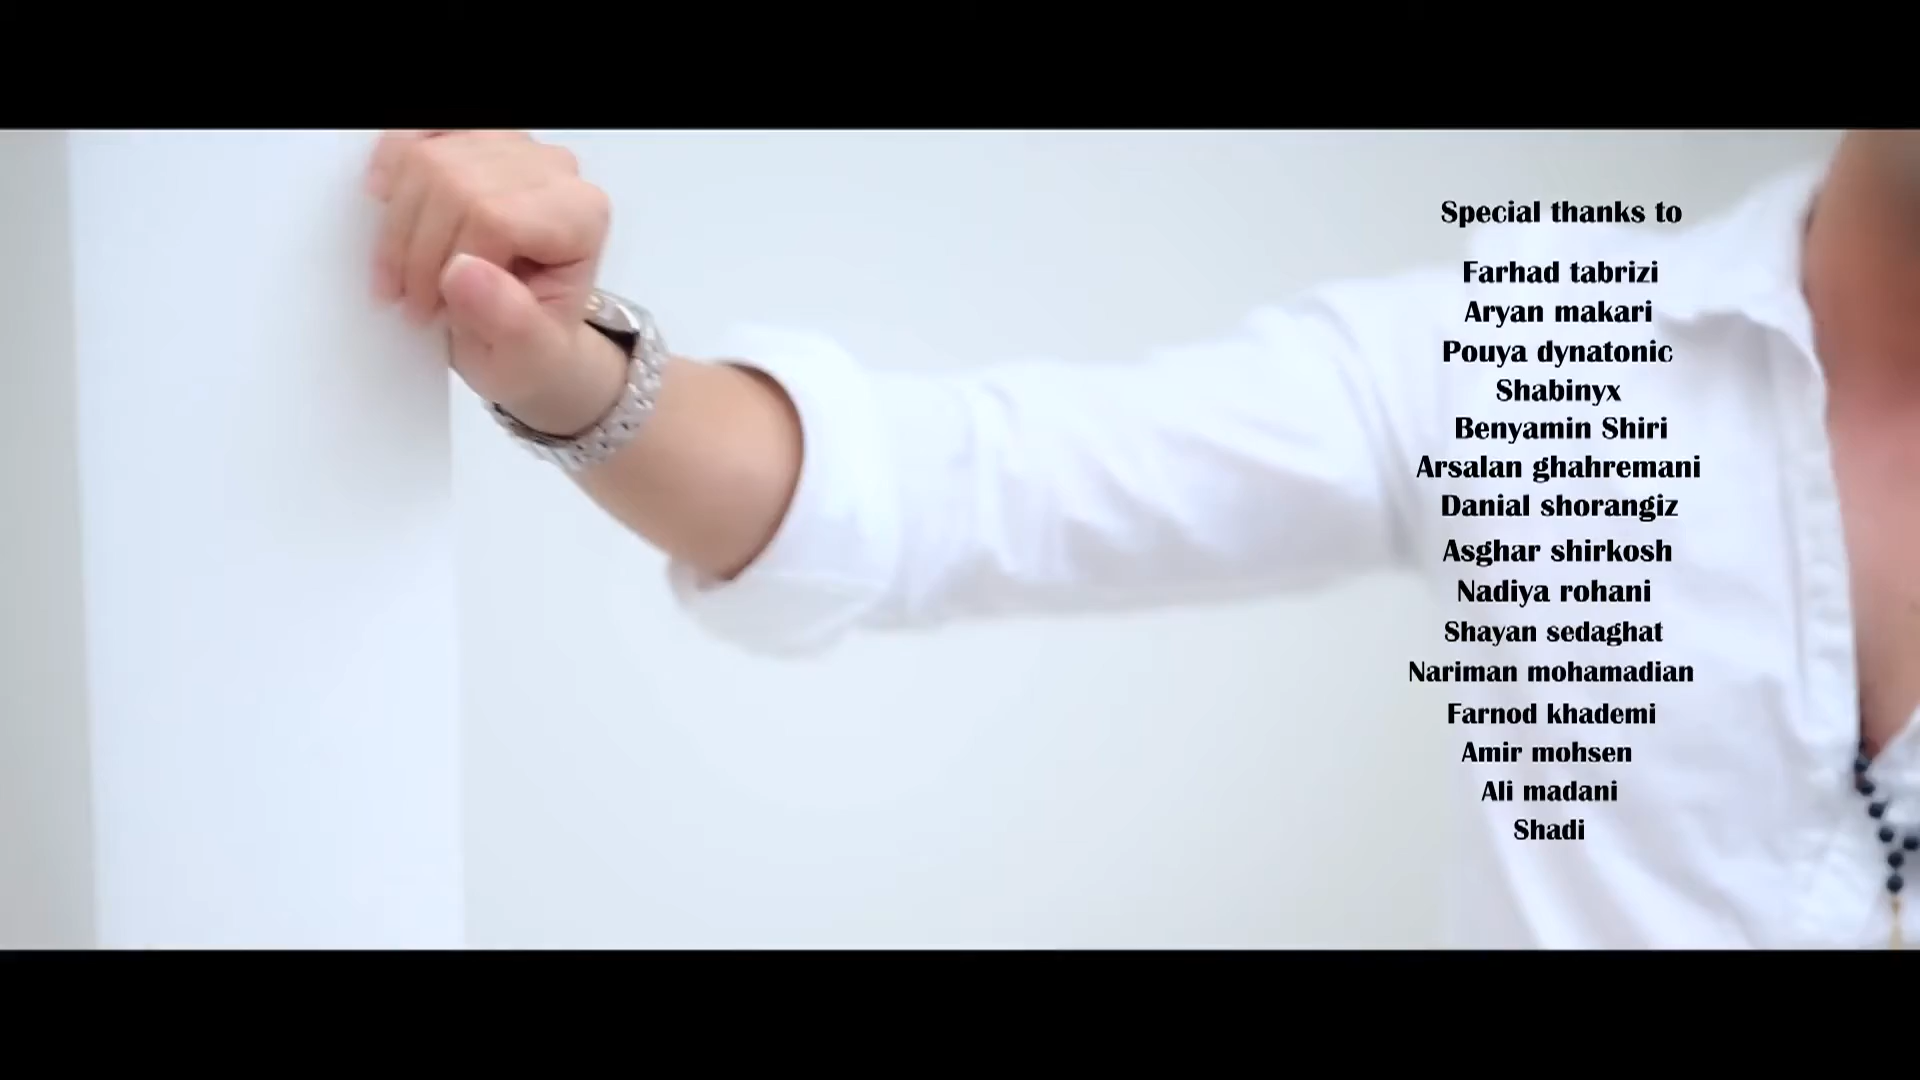 Special thanks to
Farhad tabrizi
Aryan makari
Pouya dynatonic
Shabinyx
Benyamin Shiri
Arsalan ghahremani
Danial shorangiz
Asghar shirkosh
Nadiya rohani
Shayan sedaghat
Nariman mohamadian
Farnod khademi
Amir mohsen
Ali madani
Shadi